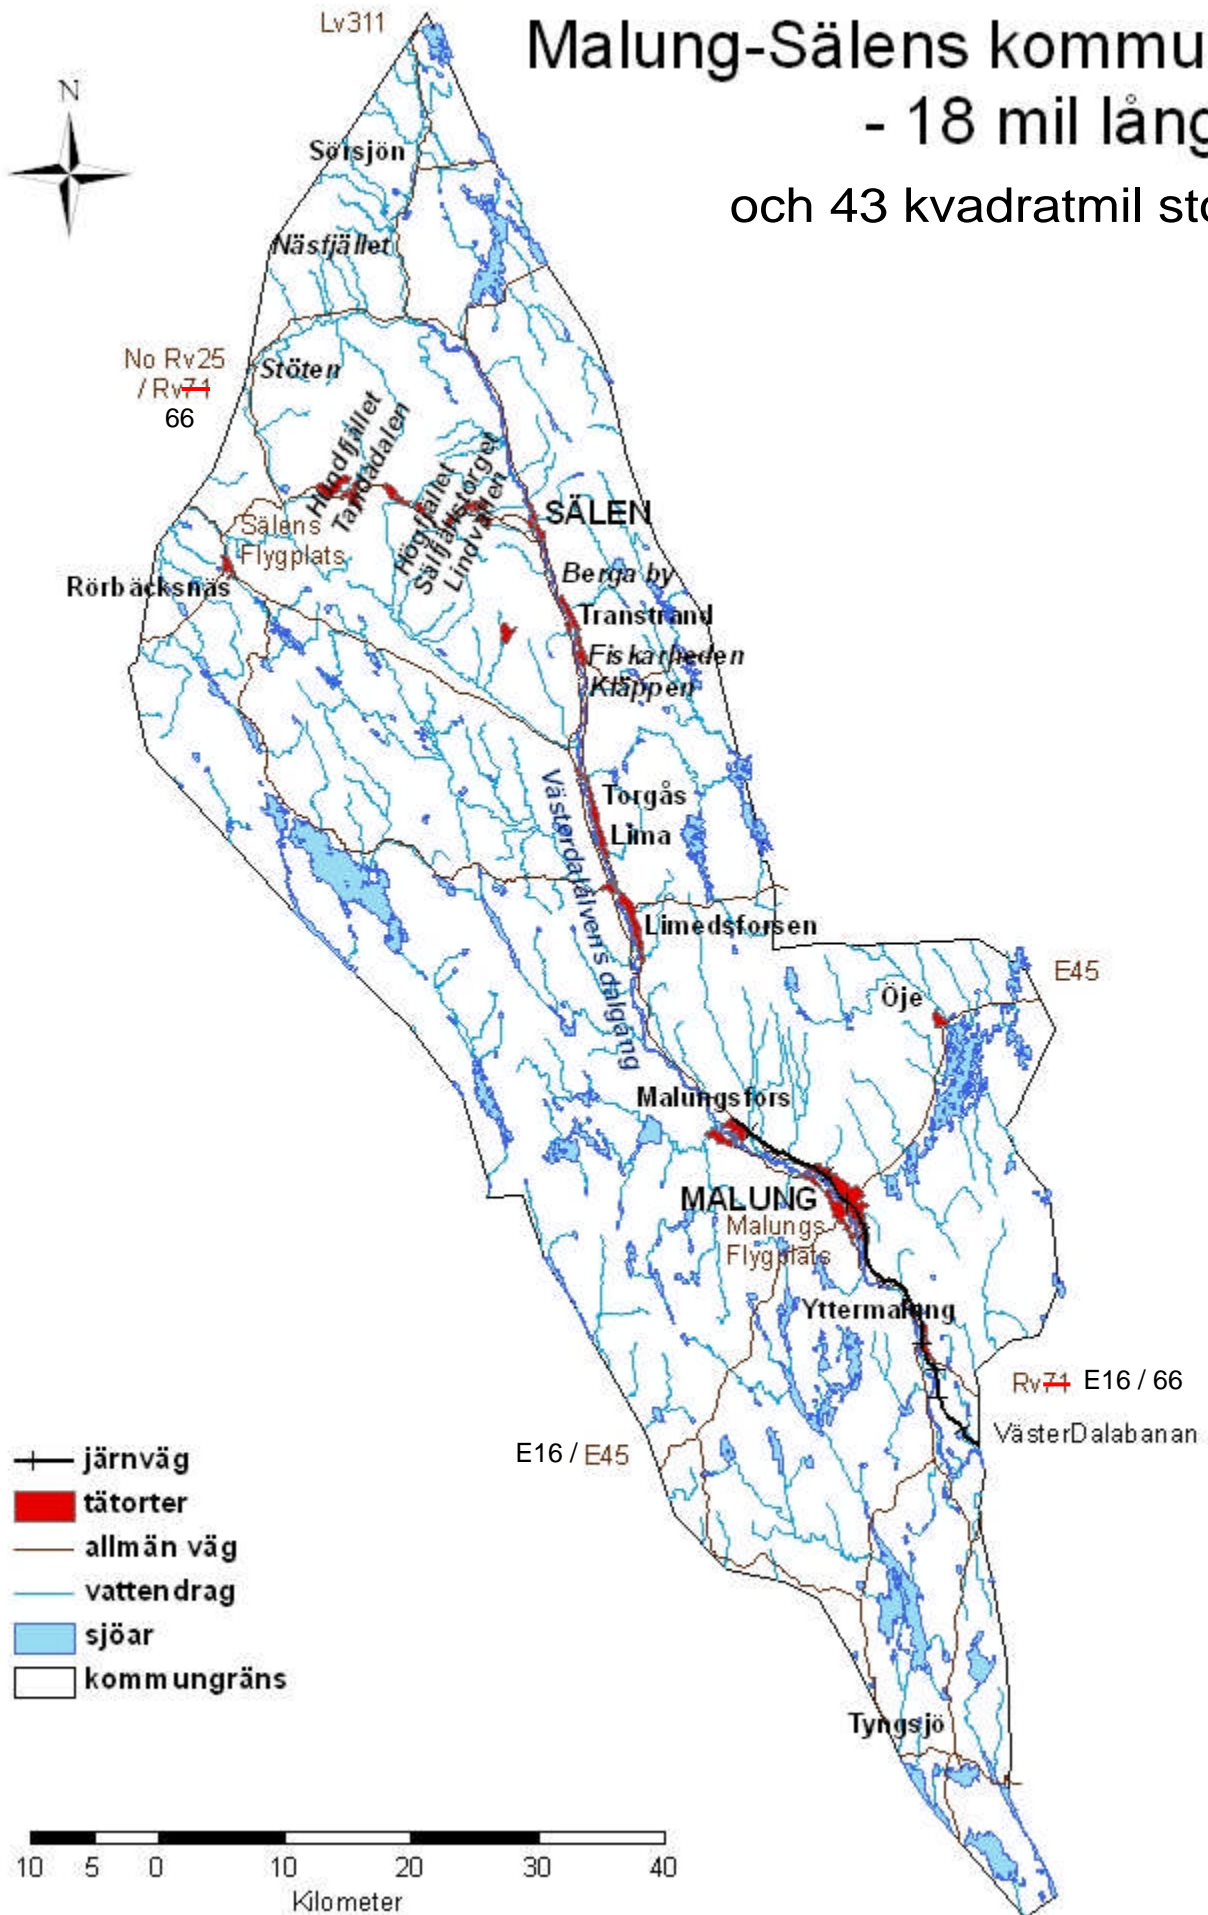 Lv311
Malung-Sälens kommu
- 18 mil lång
och 43 kvadratmil sto
N
Sörsjön
Näsfjället
No Rv25
/ Rv71
66
Stöten
Hundfjället
Tandådalen
Högfjället
Sälfjällstorget
Lindvallen
SÄLEN
Sälens
Flygplats
Rörbäcksnäs
Berga by
Transtrand
Fiskarheden
Kläppen
Västerdalälvens dalgång
Torgås
Lima
Limedsforsen
E45
Öje
Malungsfors
MALUNG
Malungs
Flygplats
Yttermalung
Rv71 E16 / 66
VästerDalabanan
E16 / E45
järnväg
tätorter
allmän väg
vattendrag
sjöar
kommungräns
Tyngsjö
10 5 0 10 20 30 40
Kilometer